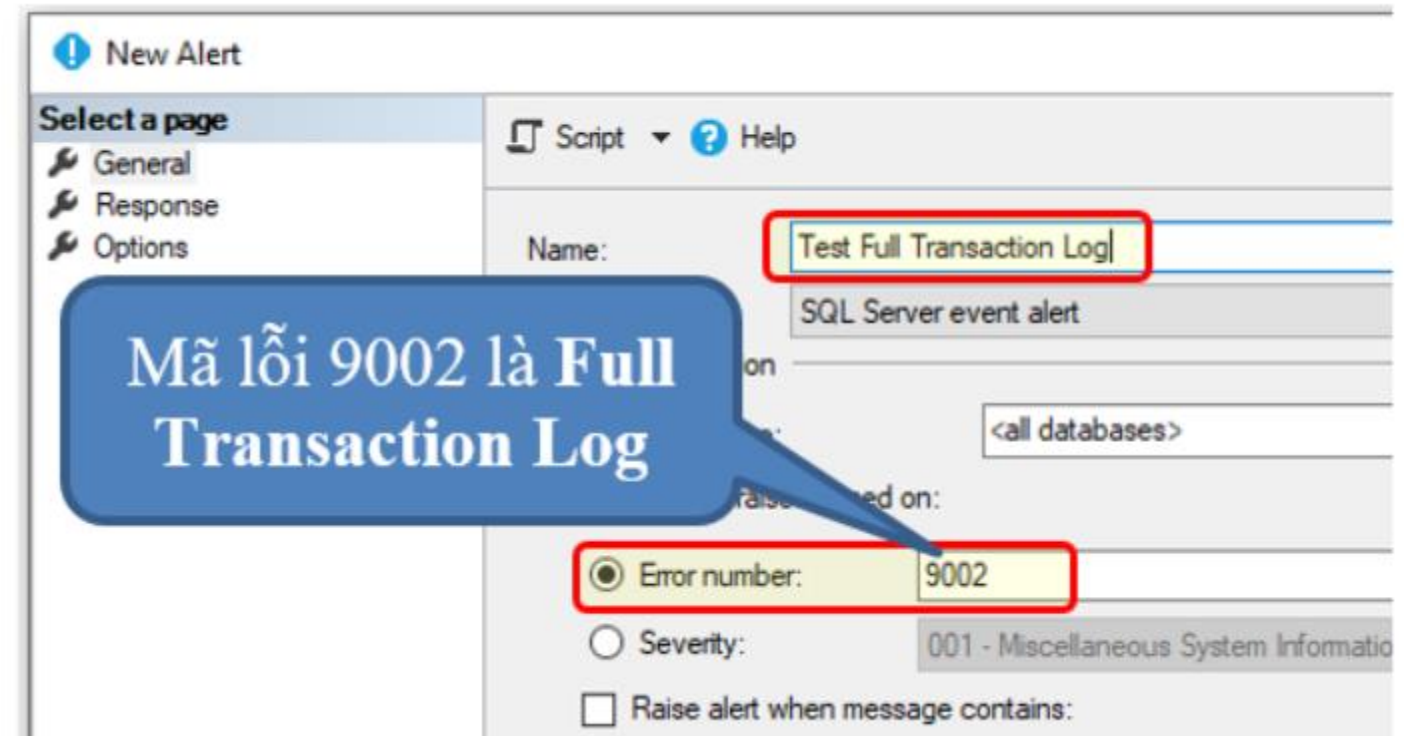 New Alert
Select a page
General
Response
Options
Script Help
Name: Test Full Transaction Log
SQL Server event alert
on
<all databases>
on:
Error number: 9002
Severity: 001 - Miscellaneous System Informatio
Raise alert when message contains:
Mã lỗi 9002 là Full
Transaction Log